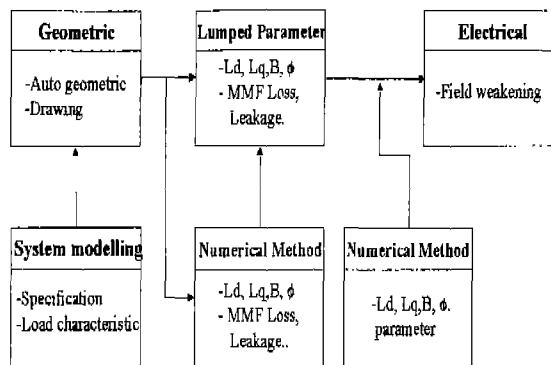 Geometric
-Auto geometric
-Drawing
Lumped Parameter
-Ld, Lq,B, ϕ
- MMF Loss,
Leakage.
Electrical
-Field weakening
System modelling
-Specification
-Load characteristic
Numerical Method
-Ld, Lq,B, ϕ
- MMF Loss,
Leakage..
Numerical Method
-Ld, Lq,B, ϕ.
parameter